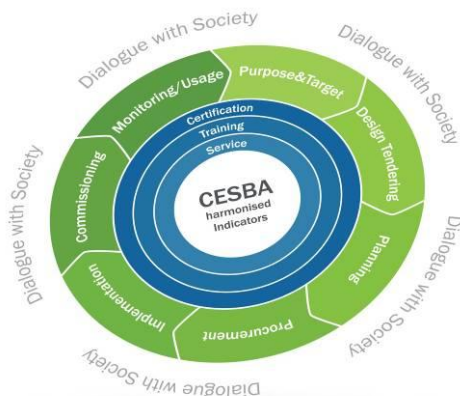 Dialogue with Society
Dialogue with Society
Dialogue with Society
Dialogue with Society
Dialogue with Society
Monitoring/Usage
Purpose&Target
Design Tendering
Planning
Procurement
Implementation
Commissioning
Certification
Training
Service
CESBA
harmonised
Indicators